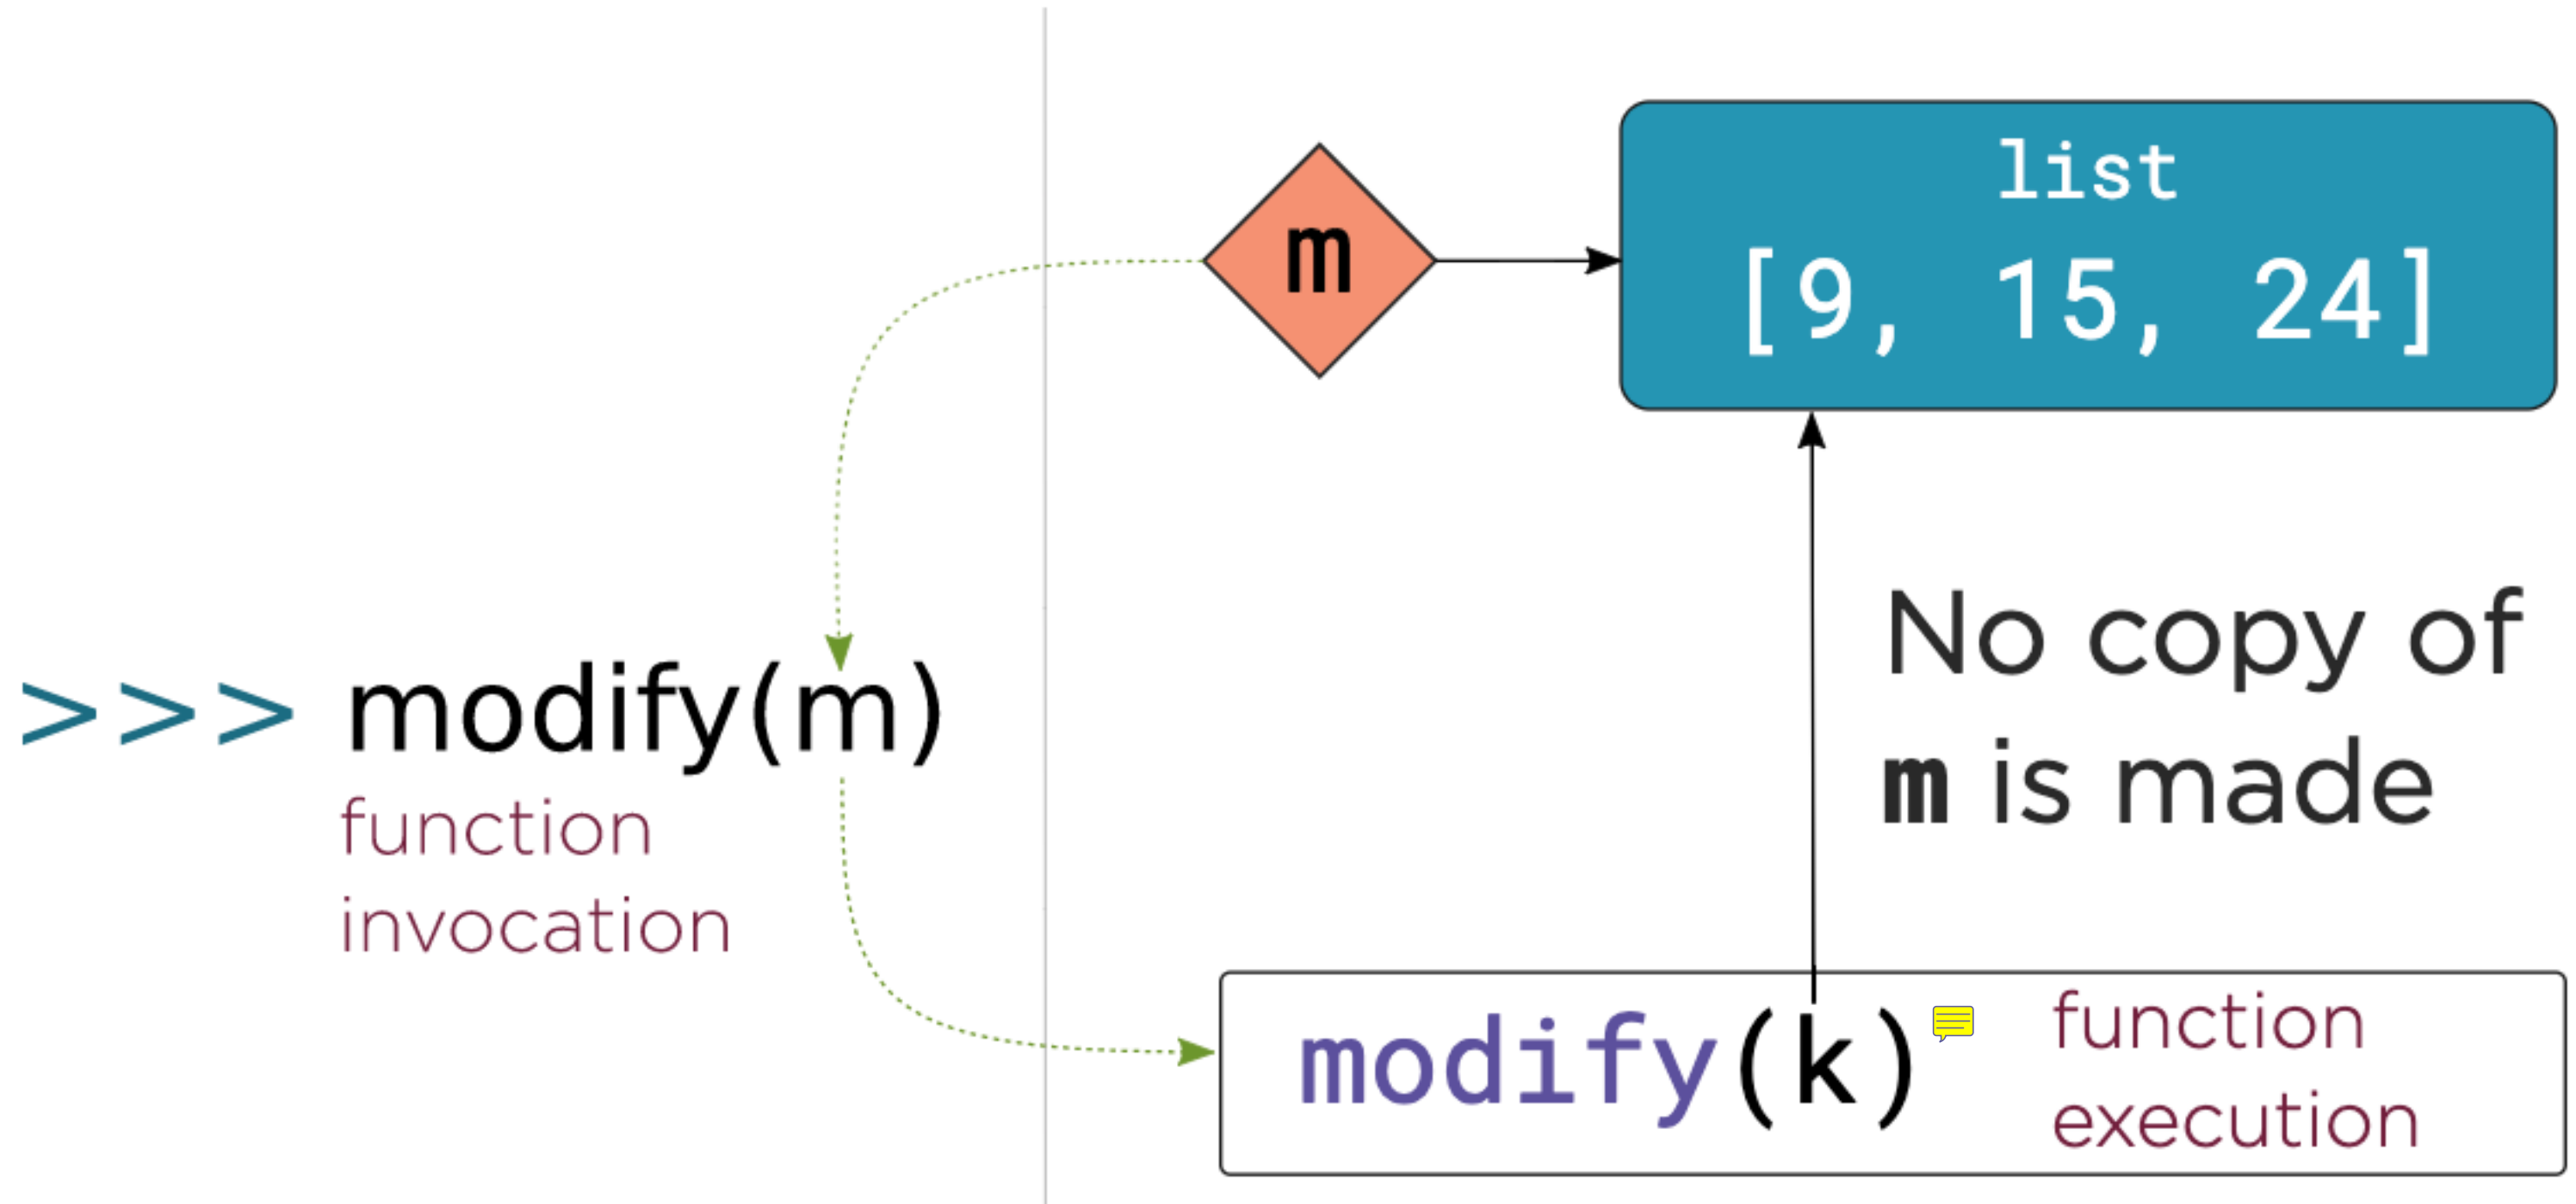 m
list
[9, 15, 24]
>>> modify(m)
function
invocation
No copy of
m is made
modify(k)
function
execution